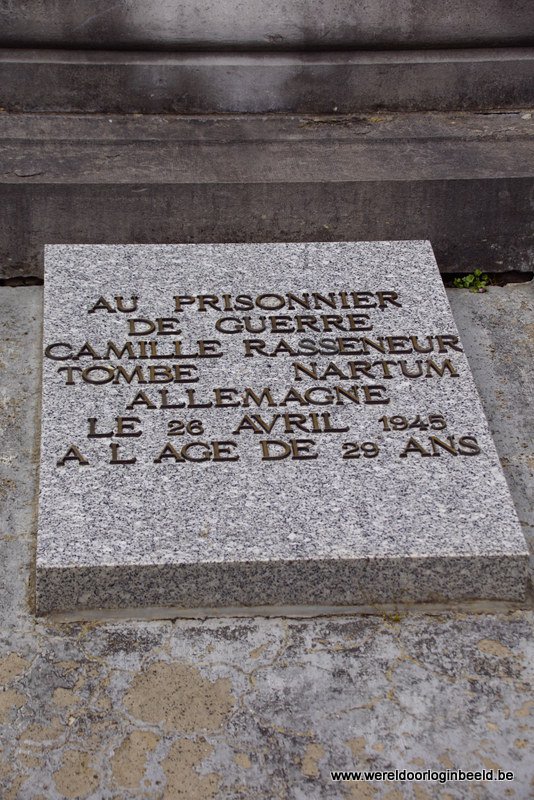 AU PRISONNIER
DE GUERRE
CAMILLE RASSENEUR
TOMBE NARTUM
ALLEMAGNE
LE 26 AVRIL 1945
A L AGE DE 29 ANS
www.wereldoorloginbeeld.be